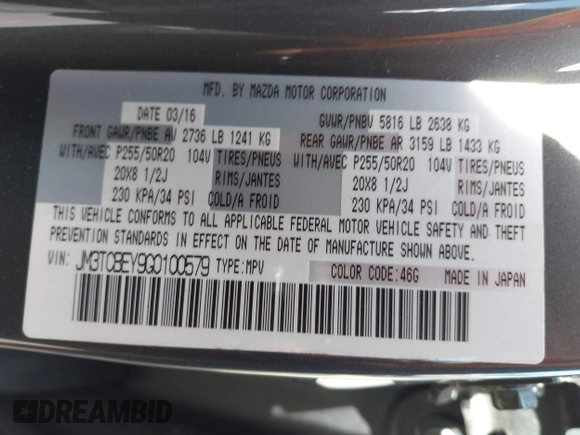 MFD. BY MAZDA MOTOR CORPORATION
DATE 03/16 GVWR/PNBV 5816 LB 2638 KG
FRONT GAWR/PNBE AV 2736 LB 1241 KG REAR GAWR/PNBE AR 3159 LB 1433 KG
WITH/AVEC P255/50R20 104V TIRES/PNEUS WITH/AVEC P255/50R20 104V TIRES/PNEUS
20X8 1/2J RIMS/JANTES 20X8 1/2J RIMS/JANTES
230 KPA/34 PSI COLD/A FROID 230 KPA/34 PSI COLD/A FROID
THIS VEHICLE CONFORMS TO ALL APPLICABLE FEDERAL MOTOR VEHICLE SAFETY AND THEFT
PREVENTION STANDARDS IN EFFECT ON THE DATE OF MANUFACTURE SHOWN ABOVE.
VIN: JM3TCBEY9G0100579 TYPE:MPV COLOR CODE:46G MADE IN JAPAN
DREAMBID